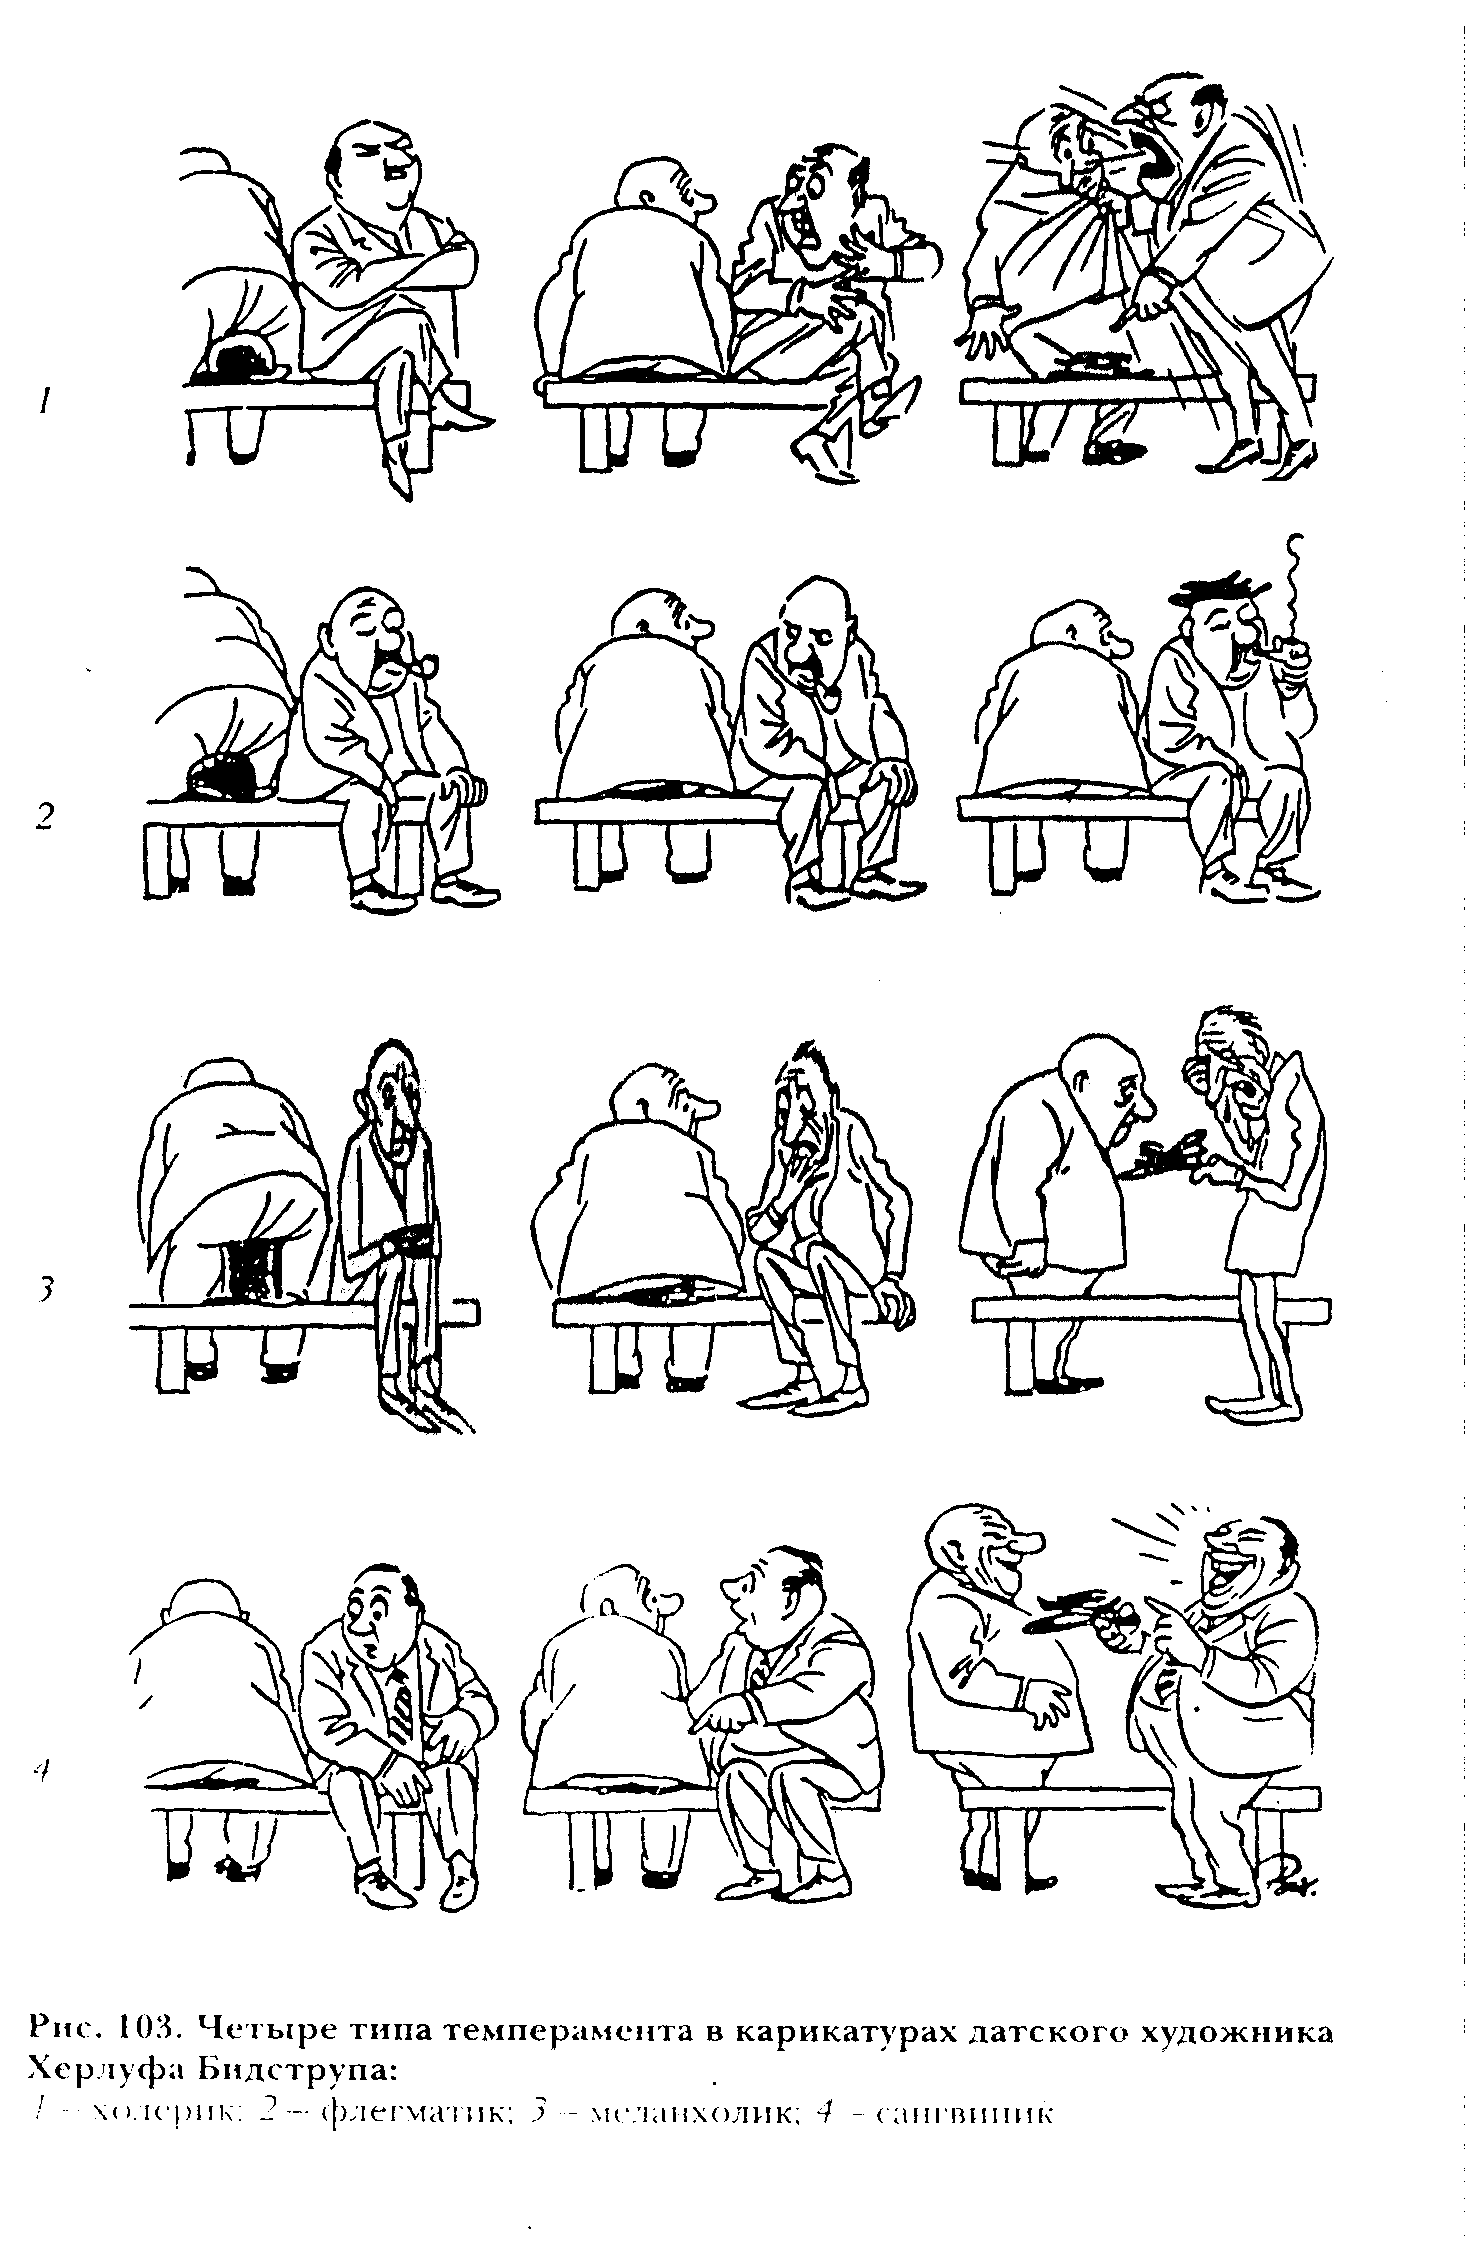 1
2
3
4
Рис. 103. Четыре типа темперамента в карикатурах датского художника
Херлуфа Бидструпа:
1 – холерик; 2 – флегматик; 3 – меланхолик; 4 – сангвиник